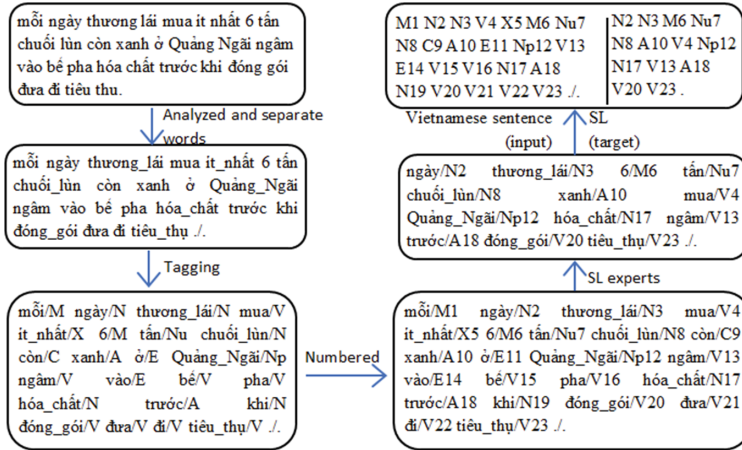 mỗi ngày thương lái mua it nhất 6 tấn
chuối lùn còn xanh ở Quảng Ngãi ngâm
vào bể pha hóa chất trước khi đóng gói
đưa đi tiêu thu.
Analyzed and separate
words
mỗi ngày thương_lái mua it_nhất 6 tấn
chuối_lùn còn xanh ở Quảng_Ngãi
ngâm vào bể pha hóa_chất trước khi
đóng_gói đưa đi tiêu_thụ ./.
Tagging
mỗi/M ngày/N thương_lái/N mua/V
it_nhất/X 6/M tấn/Nu chuối_lùn/N
còn/C xanh/A ở/E Quảng_Ngãi/Np
ngâm/V vào/E bể/V pha/V
hóa_chất/N trước/A khi/N
đóng_gói/V đưa/V đi/V tiêu_thụ/V ./.
Numbered
mỗi/M1 ngày/N2 thương_lái/N3 mua/V4
it_nhất/X5 6/M6 tấn/Nu7 chuối_lùn/N8 còn/C9
xanh/A10 ở/E11 Quảng_Ngãi/Np12 ngâm/V13
vào/E14 bể/V15 pha/V16 hóa_chất/N17
trước/A18 khi/N19 đóng_gói/V20 đưa/V21
đi/V22 tiêu_thụ/V23 ./.
SL experts
ngày/N2 thương_lái/N3 6/M6 tấn/Nu7
chuối_lùn/N8 xanh/A10 mua/V4
Quảng_Ngãi/Np12 hóa_chất/N17 ngâm/V13
trước/A18 đóng_gói/V20 tiêu_thụ/V23 ./.
Vietnamese sentence
(input)
SL
(target)
M1 N2 N3 V4 X5 M6 Nu7
N8 C9 A10 E11 Np12 V13
E14 V15 V16 N17 A18
N19 V20 V21 V22 V23 ./.
N2 N3 M6 Nu7
N8 A10 V4 Np12
N17 V13 A18
V20 V23 .